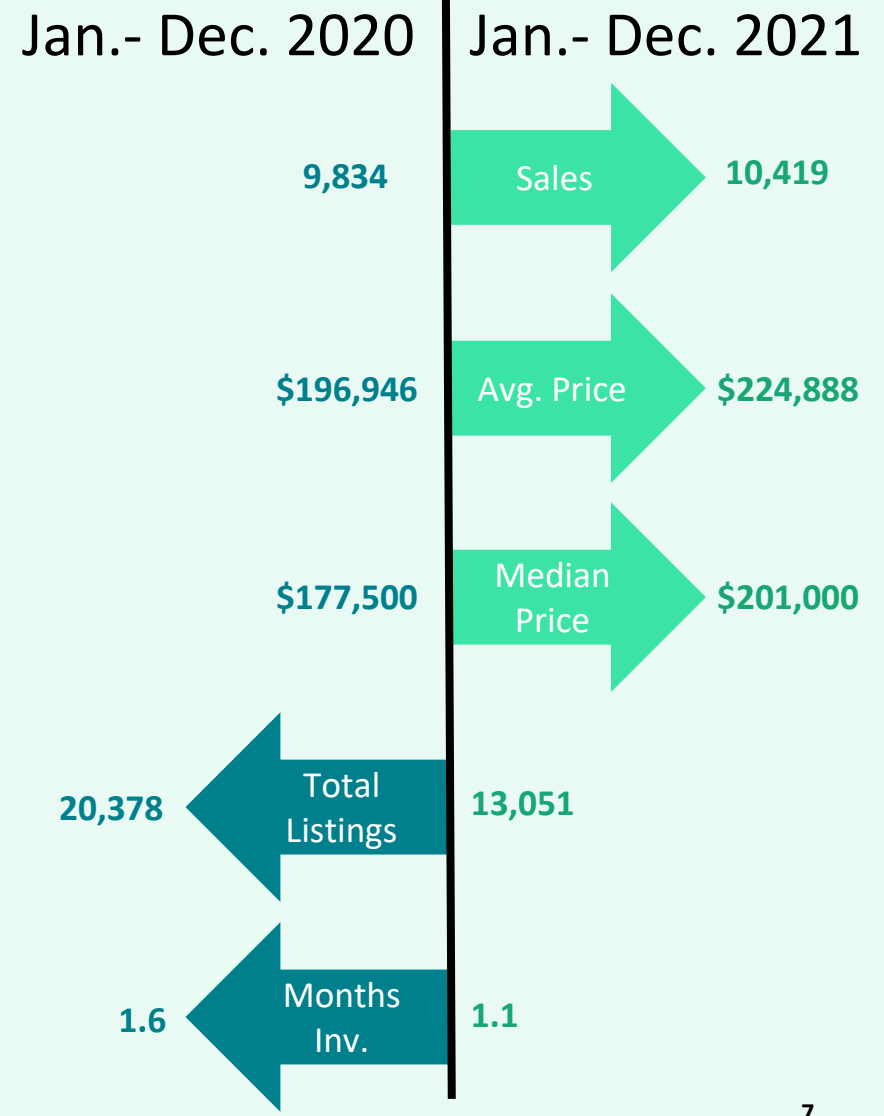 Jan.- Dec. 2020
Jan.- Dec. 2021
9,834
Sales
10,419
$196,946
Avg. Price
$224,888
$177,500
Median
Price
$201,000
20,378
Total
Listings
13,051
1.6
Months
Inv.
1.1
7